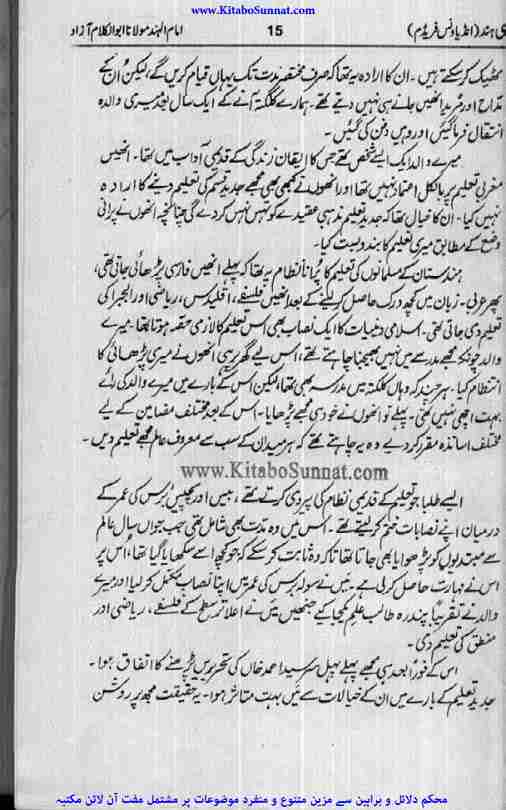 www.KitaboSunnat.com
ی ہند (انڈیا ونس فریڈم)
15
امام الہند مولانا ابوالکلام آزاد
ٹھیک کر سکتے ہیں۔ ان کا ارادہ یہ تھا کہ صرف مختصر مدت تک یہاں قیام کریں گے، لیکن ان کے
مداح اور مرید انھیں جانے ہی نہیں دیتے تھے۔ ہمارے کلکتہ آنے کے ایک سال بعد میری والدہ
انتقال فرما گئیں اور وہیں دفن کی گئیں۔
میرے والد ایک ایسے شخص تھے جس کا ایقان زندگی کے قدیمی آداب میں تھا۔ انھیں
مغربی تعلیم پر بالکل اعتماد نہیں تھا اور انھوں نے کبھی بھی مجھے جدید قسم کی تعلیم دینے کا ارادہ
نہیں کیا۔ ان کا خیال تھا کہ جدید تعلیم مذہبی عقیدے کو تہس نہس کر دے گی چنانچہ انھوں نے پرانی
وضع کے مطابق میری تعلیم کا بندوبست کیا۔
ہندستان کے مسلمانوں کی تعلیم کا پرانا نظام یہ تھا کہ پہلے انھیں فارسی پڑھائی جاتی تھی،
پھر عربی۔ زبان میں کچھ درک حاصل کر لینے کے بعد انھیں فلسفے، اقلیدس، ریاضی اور الجبرا کی
تعلیم دی جاتی تھی۔ اسلامی دینیات کا ایک نصاب بھی اس تعلیم کا لازمی حصہ ہوتا تھا۔ میرے
والد چونکہ مجھے مدرسے میں نہیں بھیجنا چاہتے تھے، اس لیے گھر پر ہی انھوں نے میری پڑھائی کا
انتظام کیا۔ ہر چند کہ وہاں کلکتہ میں مدرسہ بھی تھا، لیکن اس کے بارے میں میرے والد کی رائے
بہت اچھی نہیں تھی۔ پہلے تو انھوں نے خود ہی مجھے پڑھایا۔ اس کے بعد مختلف مضامین کے لیے
مختلف اساتذہ مقرر کر دیے وہ یہ چاہتے تھے کہ ہر میدان کے سب سے معروف عالم مجھے تعلیم دیں۔
www.KitaboSunnat.com
ایسے طلبا جو تعلیم کے قدیمی نظام کی پیروی کرتے تھے، بیس اور پچیس برس کی عمر کے
درمیان اپنے نصابات ختم کر لیتے تھے۔ اس میں وہ مدت بھی شامل تھی جب جواں سال عالم
سے مبتدیوں کو پڑھوایا بھی جاتا تھا تاکہ وہ ثابت کر سکے کہ جو کچھ اسے سکھایا گیا تھا، اُس پر
اس نے مہارت حاصل کر لی ہے۔ میں نے سولہ برس کی عمر میں اپنا نصاب مکمل کر لیا اور میرے
والد نے تقریباً پندرہ طالب علم یکجا کیے جنھیں میں نے اعلا تر سطح کے فلسفے، ریاضی اور
منطق کی تعلیم دی۔
اس کے فوراً بعد ہی مجھے پہلے پہل سر سید احمد خاں کی تحریریں پڑھنے کا اتفاق ہوا۔
جدید تعلیم کے بارے میں ان کے خیالات سے میں بہت متاثر ہوا۔ یہ حقیقت مجھ پر روشن
محکم دلائل و براہین سے مزین متنوع و منفرد موضوعات پر مشتمل مفت آن لائن مکتبہ